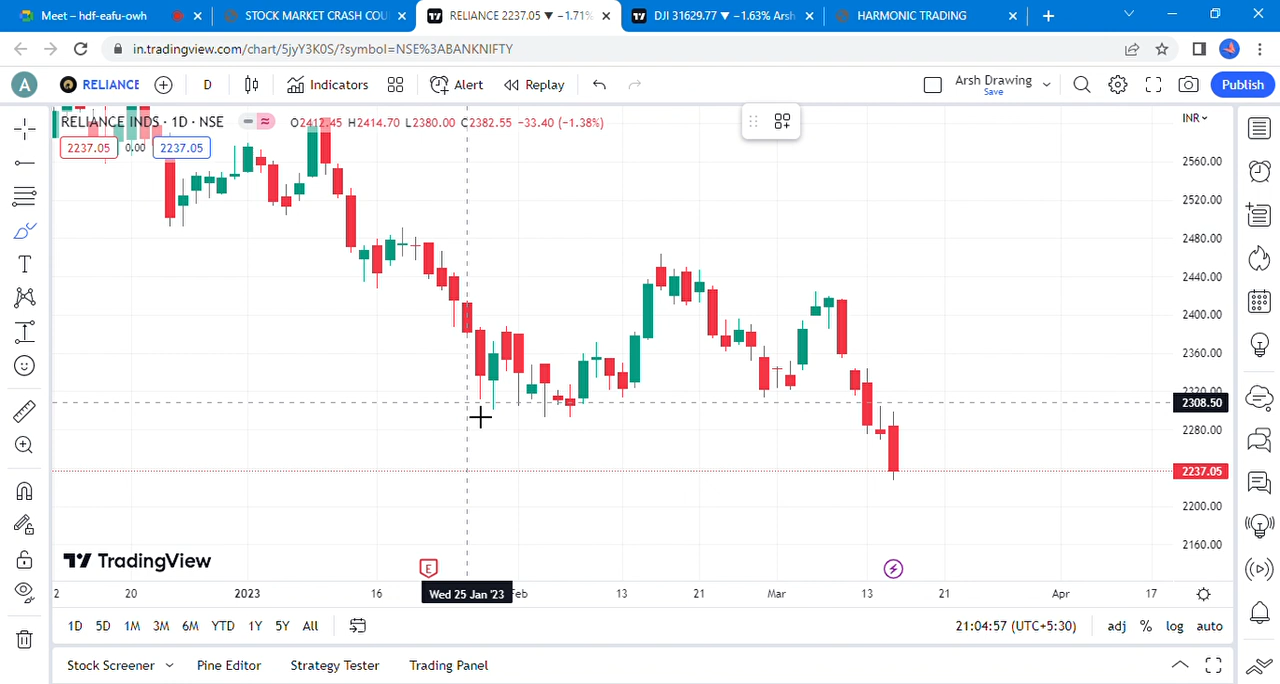 Meet – hdf-eafu-owh
STOCK MARKET CRASH COU
RELIANCE 2237.05 ▼ −1.71%
DJI 31629.77 ▼ −1.63% Arsh
HARMONIC TRADING
in.tradingview.com/chart/5jyY3K0S/?symbol=NSE%3ABANKNIFTY
A
RELIANCE
D
Indicators
Alert
Replay
Arsh Drawing
Save
Publish
RELIANCE INDS · 1D · NSE
O2412.45 H2414.70 L2380.00 C2382.55 −33.40 (−1.38%)
INR
2237.05
0.00
2237.05
2560.00
2520.00
2480.00
2440.00
2400.00
2360.00
2320.00
2308.50
2280.00
2237.05
2200.00
2160.00
TradingView
E
2
20
2023
16
Wed 25 Jan '23
Feb
13
21
Mar
13
21
Apr
17
1D
5D
1M
3M
6M
YTD
1Y
5Y
All
21:04:57 (UTC+5:30)
adj
%
log
auto
Stock Screener
Pine Editor
Strategy Tester
Trading Panel